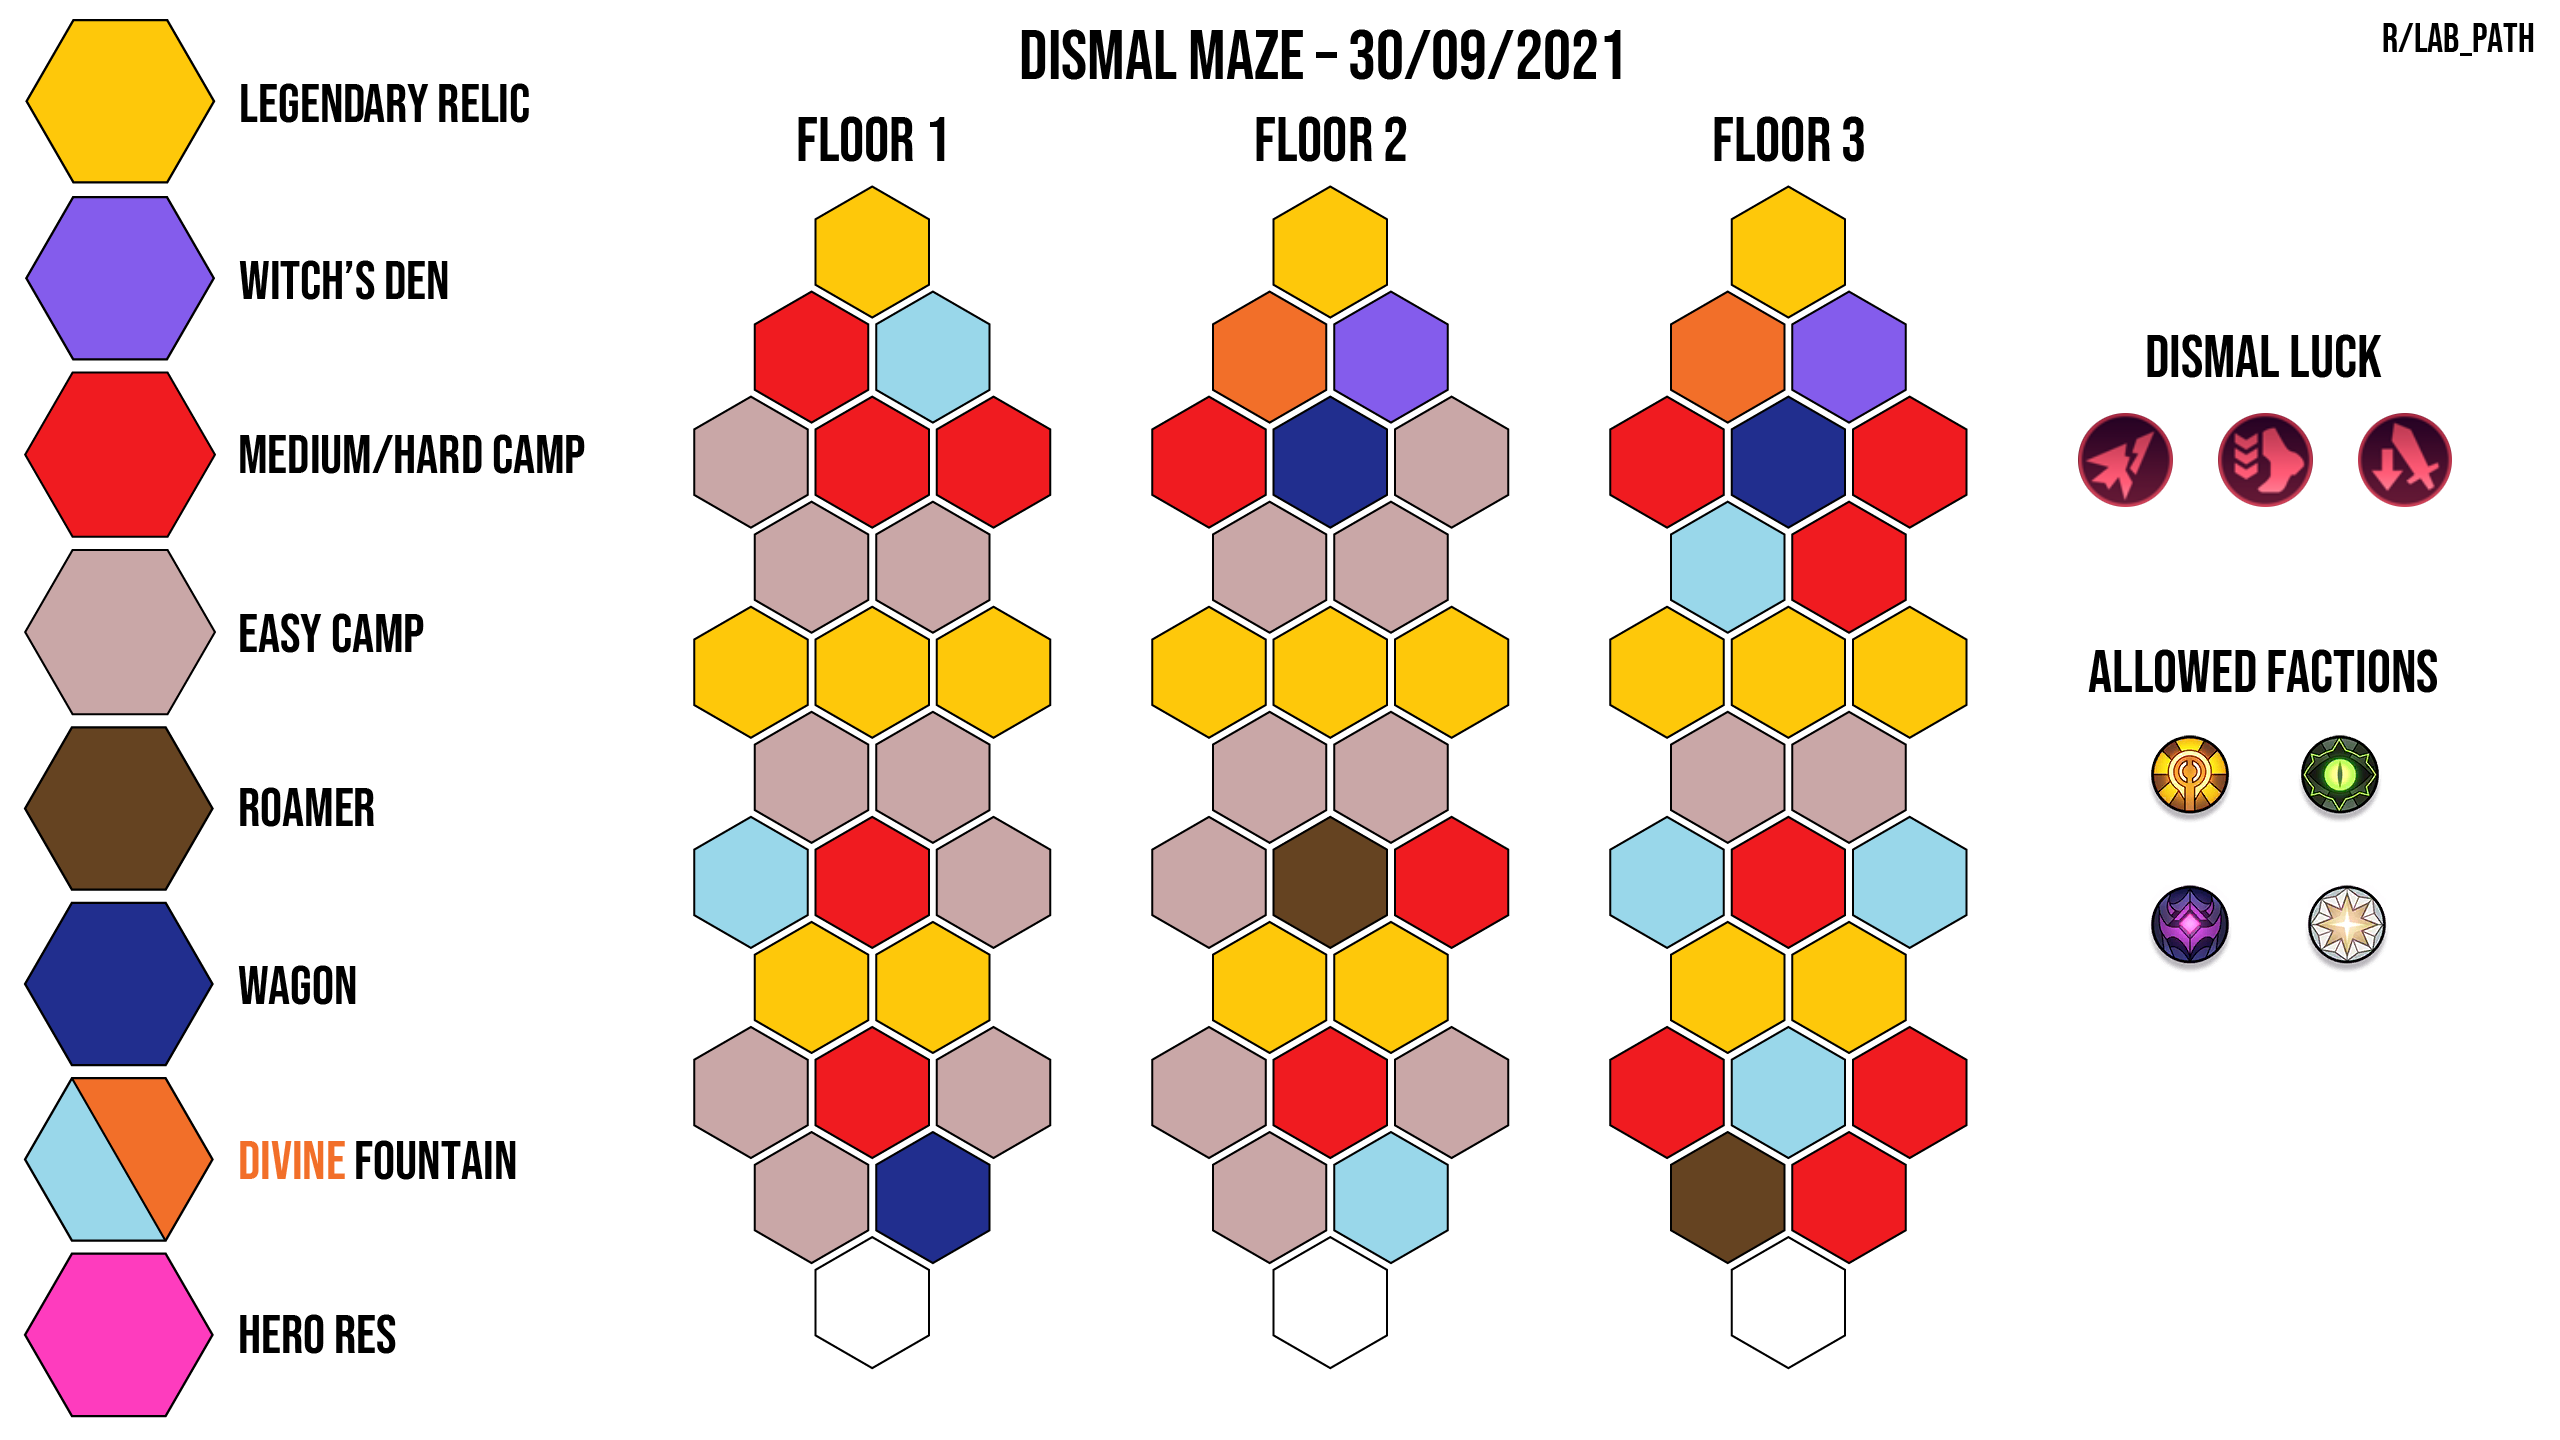 DISMAL MAZE – 30/09/2021
R/LAB_PATH
FLOOR 1
FLOOR 2
FLOOR 3
LEGENDARY RELIC
WITCH'S DEN
MEDIUM/HARD CAMP
EASY CAMP
ROAMER
WAGON
DIVINE FOUNTAIN
HERO RES
DISMAL LUCK
ALLOWED FACTIONS